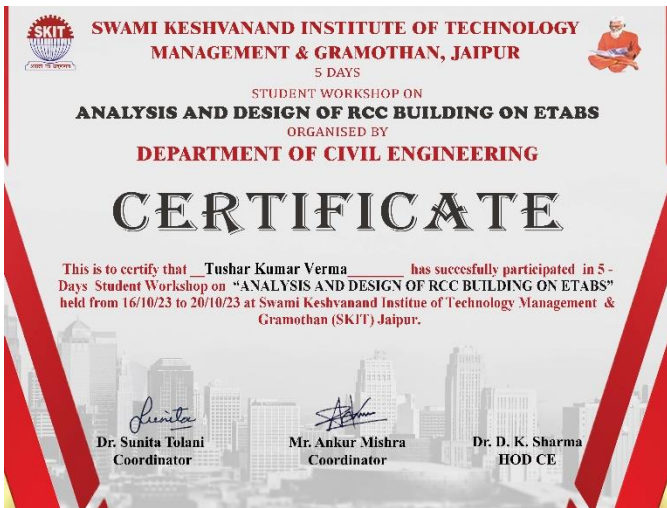 SKIT
SWAMI KESHVANAND INSTITUTE OF TECHNOLOGY
MANAGEMENT & GRAMOTHAN, JAIPUR
5 DAYS
STUDENT WORKSHOP ON
ANALYSIS AND DESIGN OF RCC BUILDING ON ETABS
ORGANISED BY
DEPARTMENT OF CIVIL ENGINEERING
CERTIFICATE
This is to certify that __Tushar Kumar Verma________ has succesfully participated in 5 -
Days Student Workshop on "ANALYSIS AND DESIGN OF RCC BUILDING ON ETABS"
held from 16/10/23 to 20/10/23 at Swami Keshvanand Institue of Technology Management &
Gramothan (SKIT) Jaipur.
Sunita
Dr. Sunita Tolani
Coordinator
Mr. Ankur Mishra
Coordinator
Dr. D. K. Sharma
HOD CE